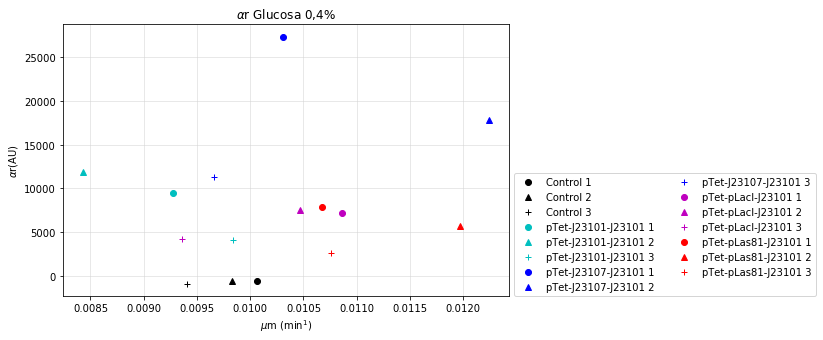 αr Glucosa 0,4%
25000
20000
15000
10000
5000
0
αr(AU)
0.0085 0.0090 0.0095 0.0100 0.0105 0.0110 0.0115 0.0120
μm (min¹)
Control 1
Control 2
Control 3
pTet-J23101-J23101 1
pTet-J23101-J23101 2
pTet-J23101-J23101 3
pTet-J23107-J23101 1
pTet-J23107-J23101 2
pTet-J23107-J23101 3
pTet-pLacI-J23101 1
pTet-pLacI-J23101 2
pTet-pLacI-J23101 3
pTet-pLas81-J23101 1
pTet-pLas81-J23101 2
pTet-pLas81-J23101 3